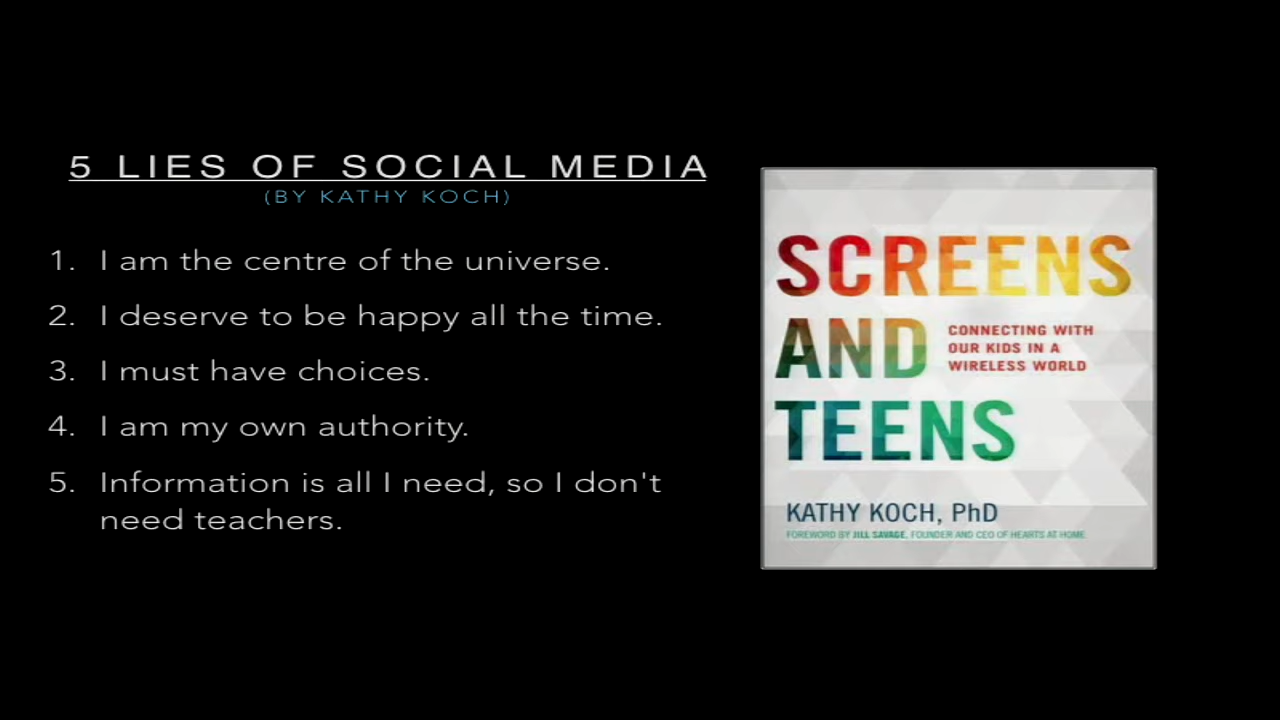 5 LIES OF SOCIAL MEDIA
(BY KATHY KOCH)
1. I am the centre of the universe.
2. I deserve to be happy all the time.
3. I must have choices.
4. I am my own authority.
5. Information is all I need, so I don't
need teachers.
SCREENS
AND
CONNECTING WITH
OUR KIDS IN A
WIRELESS WORLD
TEENS
KATHY KOCH, PhD
FOREWORD BY JILL SAVAGE, FOUNDER AND CEO OF HEARTS AT HOME